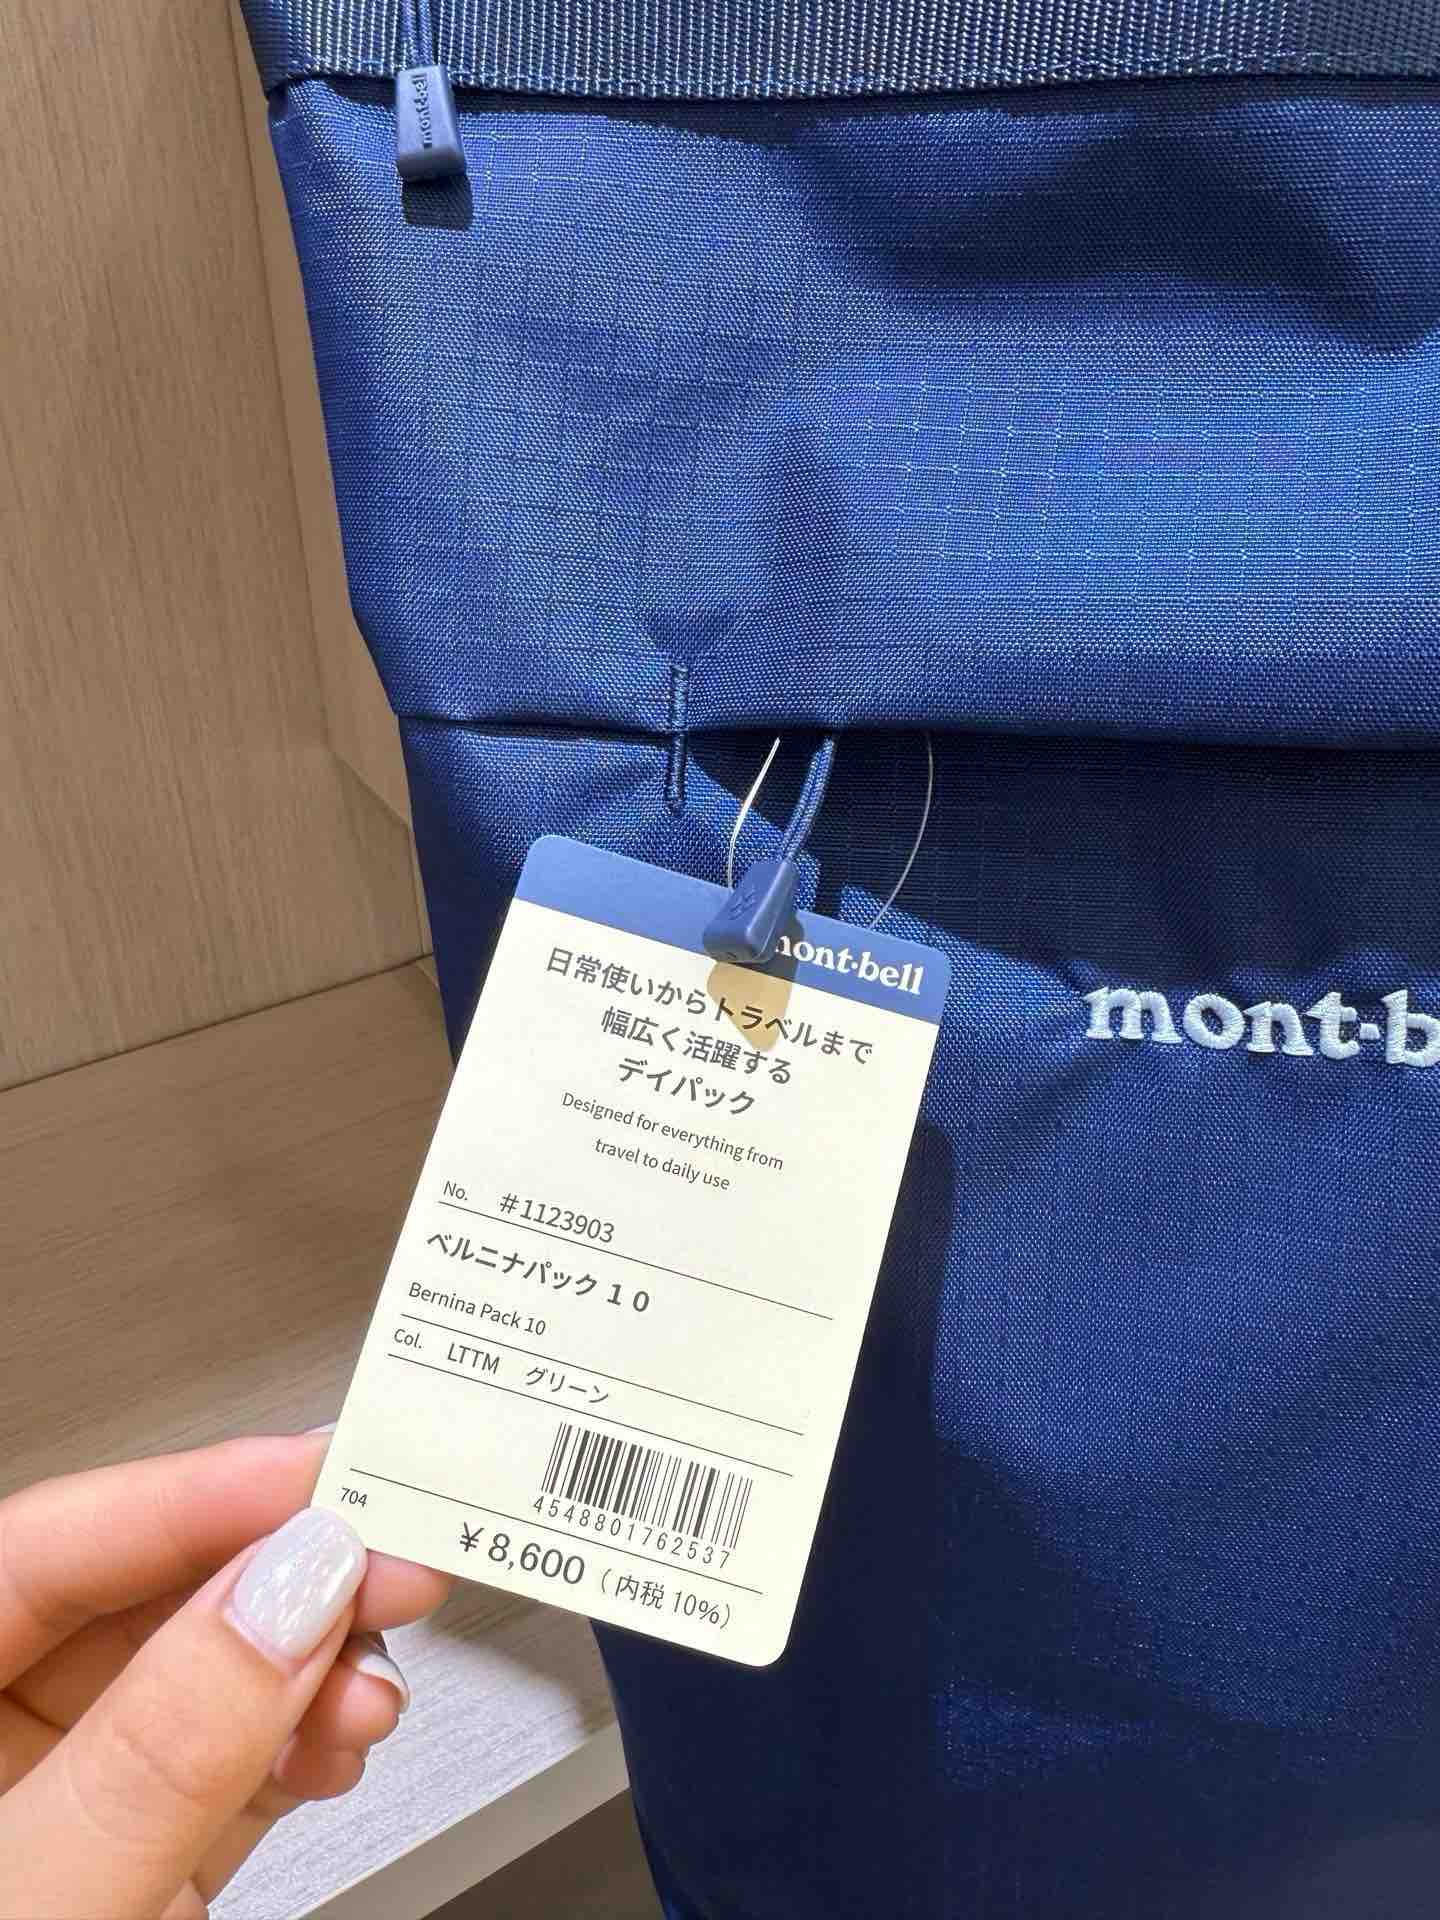 mont-bell
mont·bell
日常使いからトラベルまで
幅広く活躍する
デイパック
Designed for everything from
travel to daily use
No. #1123903
ベルニナパック １０
Bernina Pack 10
Col. LTTM グリーン
4548801762537
704
¥8,600（内税10%）
mont-b